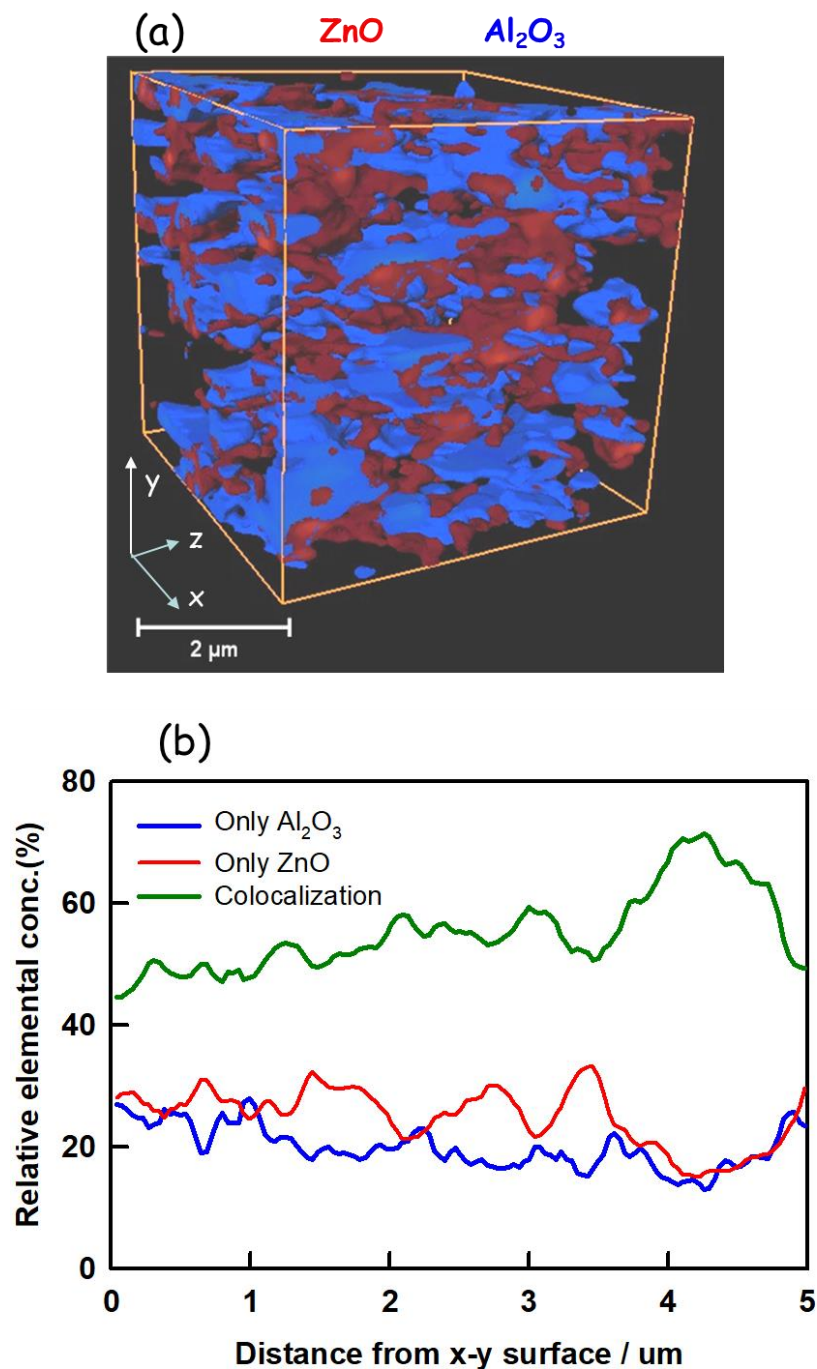 (a) ZnO Al₂O₃
y
z
x
2 µm
(b)
80
60
40
20
0
Relative elemental conc.(%)
Only Al₂O₃
Only ZnO
Colocalization
0 1 2 3 4 5
Distance from x-y surface / um